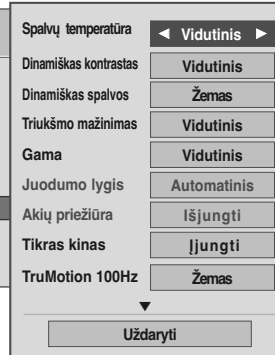 Spalvų temperatūra ◄ Vidutinis ►
Dinamiškas kontrastas Vidutinis
Dinamiškas spalvos Žemas
Triukšmo mažinimas Vidutinis
Gama Vidutinis
Juodumo lygis Automatinis
Akių priežiūra Išjungti
Tikras kinas Įjungti
TruMotion 100Hz Žemas
▼
Uždaryti